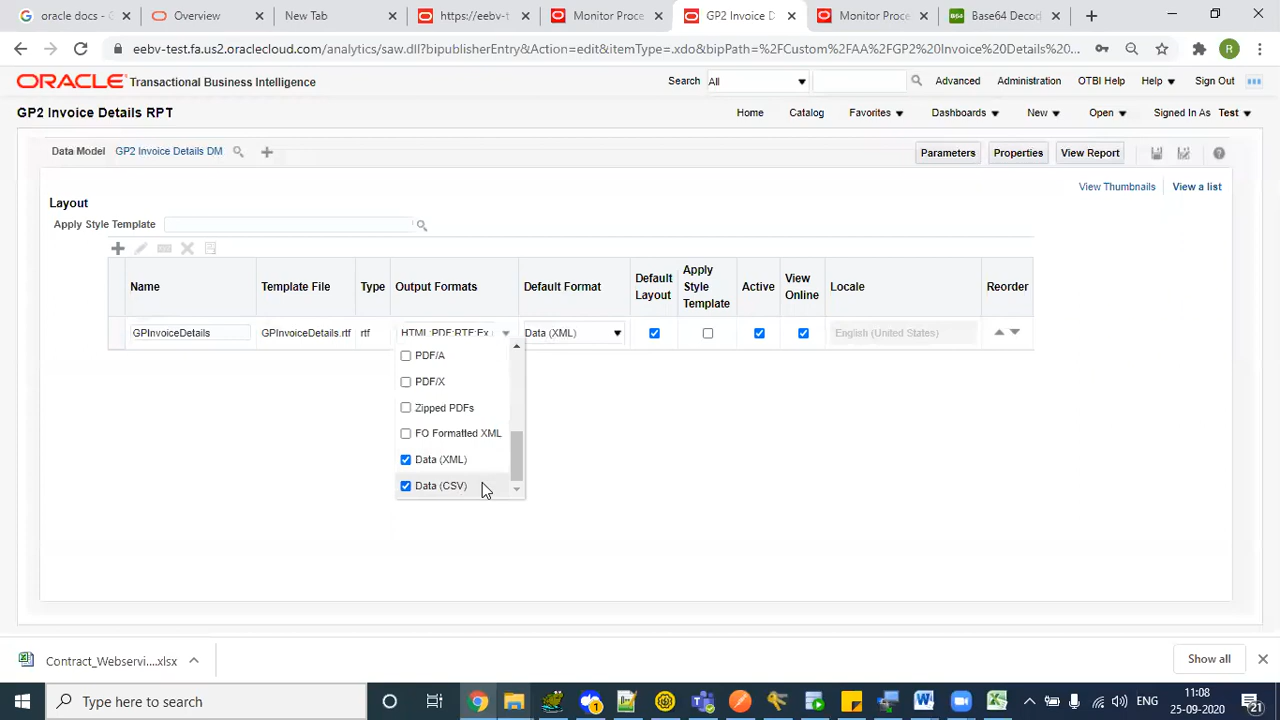 oracle docs - G
Overview
New Tab
https://eebv-t
Monitor Proce
GP2 Invoice D
Monitor Proce
Base64 Decod
eebv-test.fa.us2.oraclecloud.com/analytics/saw.dll?bipublisherEntry&Action=edit&itemType=.xdo&bipPath=%2FCustom%2FAA%2FGP2%20Invoice%20Details%20...
R
ORACLE Transactional Business Intelligence
Search All Advanced Administration OTBI Help Help Sign Out
GP2 Invoice Details RPT
Home Catalog Favorites Dashboards New Open Signed In As Test
Data Model GP2 Invoice Details DM
Parameters Properties View Report
View Thumbnails View a list
Layout
Apply Style Template
Name Template File Type Output Formats Default Format Default Layout Apply Style Template Active View Online Locale Reorder
GPInvoiceDetails GPInvoiceDetails.rtf rtf HTML;PDF;RTF;Ex Data (XML) English (United States)
PDF/A
PDF/X
Zipped PDFs
FO Formatted XML
Data (XML)
Data (CSV)
Contract_Webservi....xlsx
Show all
Type here to search
1
W
ENG
11:08
25-09-2020
21